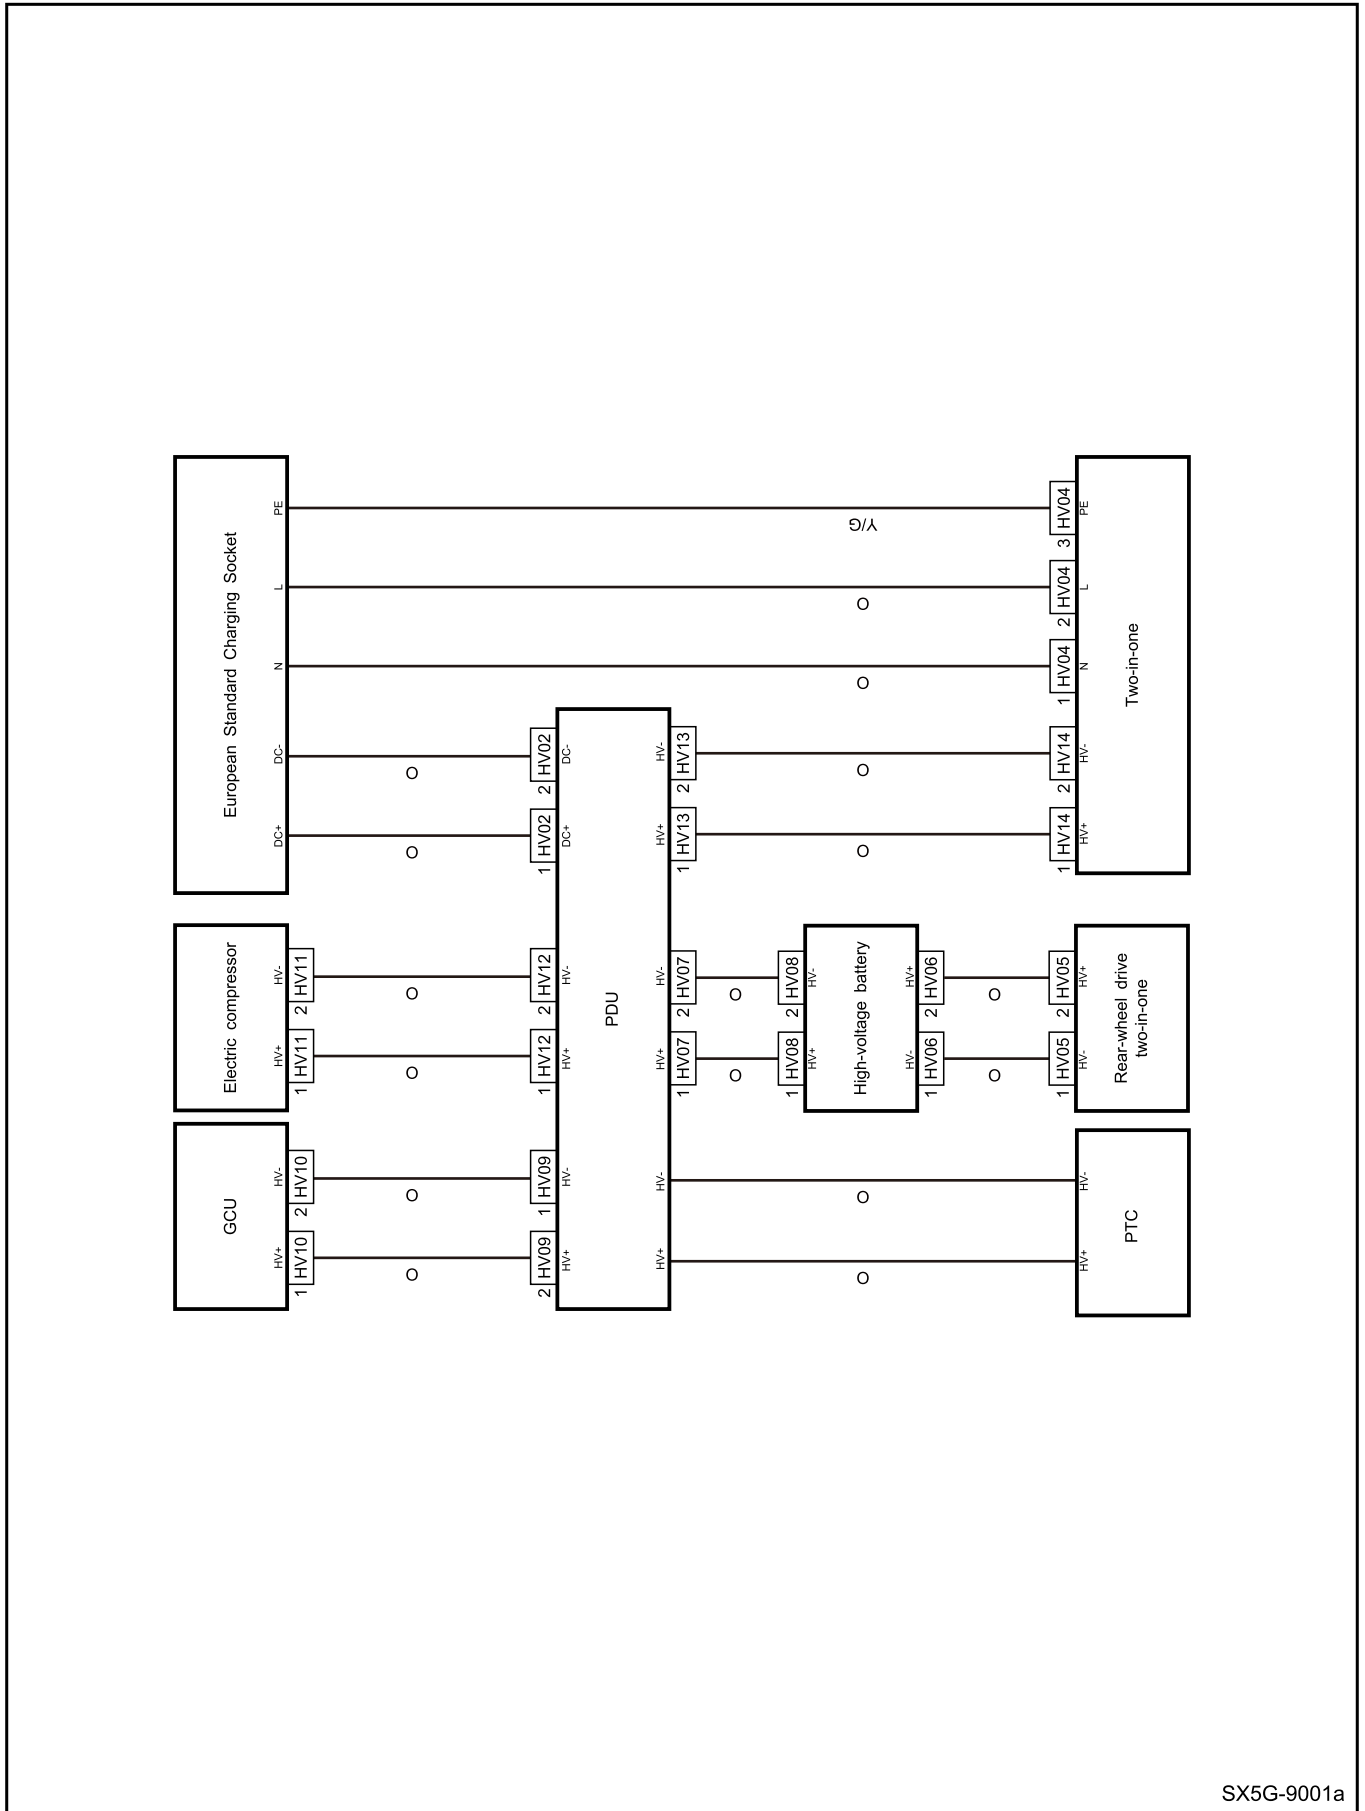 European Standard Charging Socket
PE
L
N
DC-
DC+
Y/G
O
O
3 HV04
2 HV04
1 HV04
PE
L
N
2 HV14
1 HV14
HV-
HV+
Two-in-one
O
O
2 HV02
1 HV02
DC-
DC+
HV-
HV+
2 HV13
1 HV13
O
O
Electric compressor
HV-
HV+
2 HV11
1 HV11
O
O
2 HV12
1 HV12
HV-
HV+
PDU
HV-
HV+
2 HV07
1 HV07
O
O
2 HV08
1 HV08
HV-
HV+
High-voltage battery
HV+
HV-
2 HV06
1 HV06
O
O
2 HV05
1 HV05
HV+
HV-
Rear-wheel drive
two-in-one
GCU
HV-
HV+
2 HV10
1 HV10
O
O
1 HV09
2 HV09
HV-
HV+
HV-
HV+
O
O
HV-
HV+
PTC
SX5G-9001a